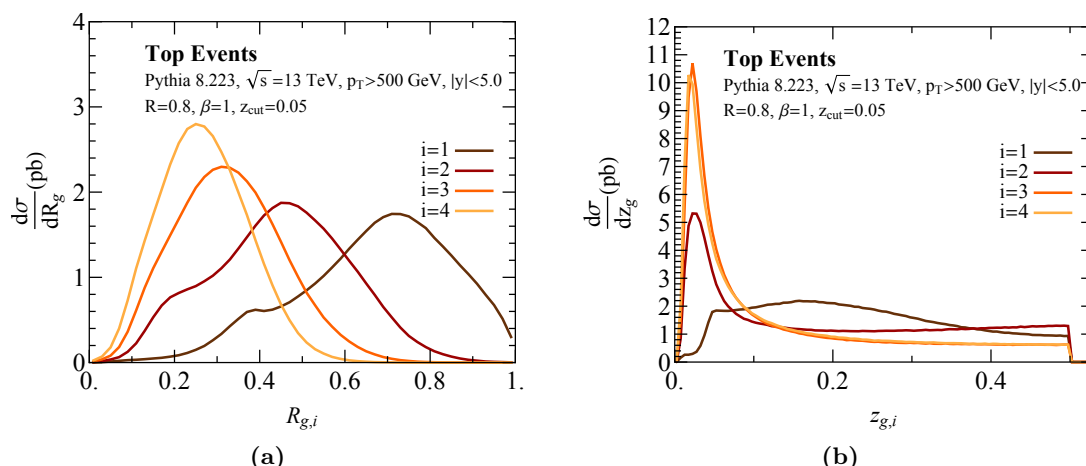 4
3
2
1
0
0.
0.2
0.4
0.6
0.8
1.
dσ
dR_g
(pb)
R_{g,i}
Top Events
Pythia 8.223, √s =13 TeV, p_T>500 GeV, |y|<5.0
R=0.8, β=1, z_cut=0.05
i=1
i=2
i=3
i=4
(a)
12
11
10
9
8
7
6
5
4
3
2
1
0
0.
0.2
0.4
dσ
dz_g
(pb)
z_{g,i}
Top Events
Pythia 8.223, √s =13 TeV, p_T>500 GeV, |y|<5.0
R=0.8, β=1, z_cut=0.05
i=1
i=2
i=3
i=4
(b)